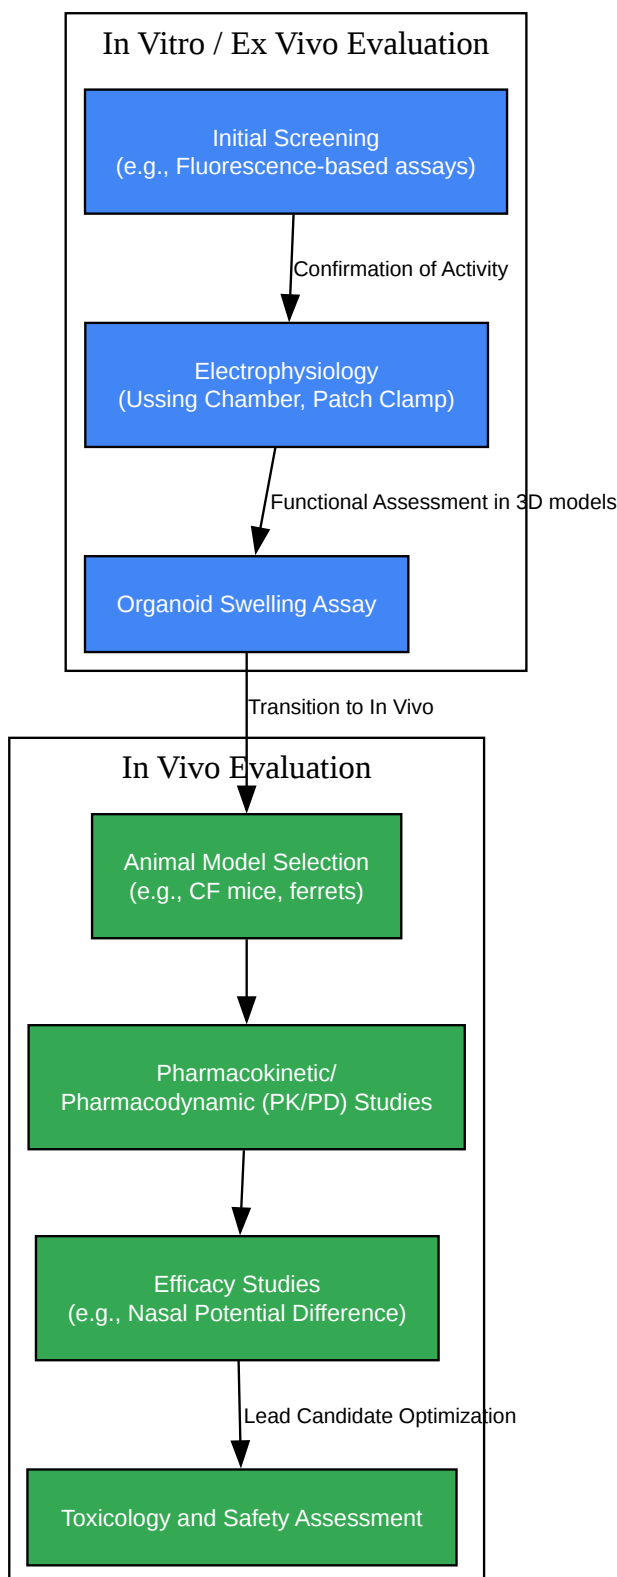 In Vitro / Ex Vivo Evaluation
Initial Screening
(e.g., Fluorescence-based assays)
Confirmation of Activity
Electrophysiology
(Ussing Chamber, Patch Clamp)
Functional Assessment in 3D models
Organoid Swelling Assay
Transition to In Vivo
In Vivo Evaluation
Animal Model Selection
(e.g., CF mice, ferrets)
Pharmacokinetic/
Pharmacodynamic (PK/PD) Studies
Efficacy Studies
(e.g., Nasal Potential Difference)
Lead Candidate Optimization
Toxicology and Safety Assessment